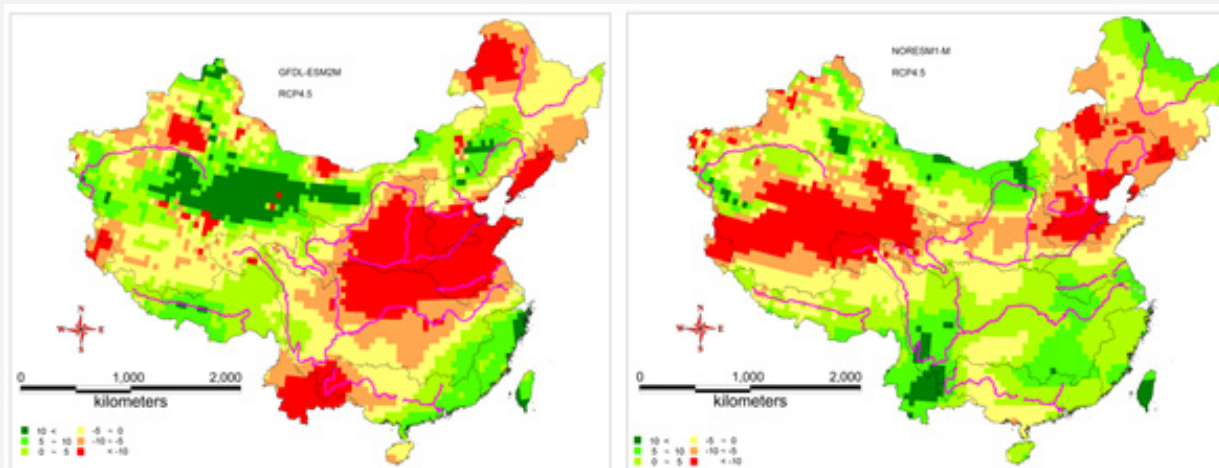 GFDL-ESM2M
RCP4.5
N
W E
S
0 1,000 2,000
kilometers
10 < -5 ~ 0
5 ~ 10 -10 ~ -5
0 ~ 5 < -10
NORESM1-M
RCP4.5
N
W E
S
0 1,000 2,000
kilometers
10 < -5 ~ 0
5 ~ 10 -10 ~ -5
0 ~ 5 < -10